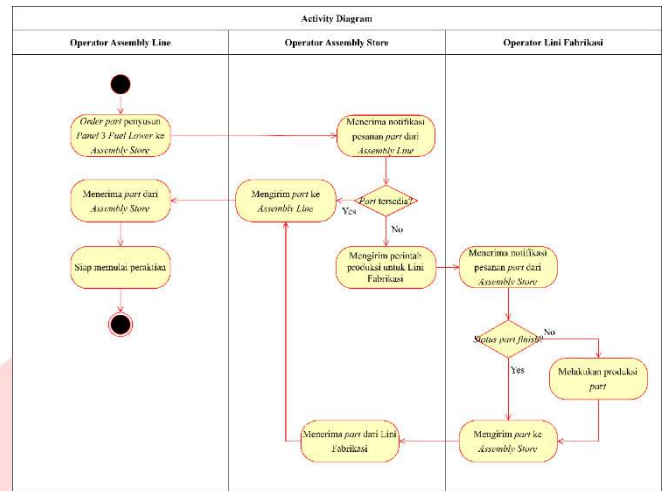 Activity Diagram
Operator Assembly Line
Operator Assembly Store
Operator Lini Fabrikasi
Order part penyusun
Panel 3 Fuel Lower ke
Assembly Store
Menerima notifikasi
pesanan part dari
Assembly Line
Menerima part dari
Assembly Store
Mengirim part ke
Assembly Line
Yes
Part tersedia?
No
Siap memulai perakitan
Mengirim perintah
produksi untuk Lini
Fabrikasi
Menerima notifikasi
pesanan part dari
Assembly Store
Status part finish?
No
Yes
Melakukan produksi
part
Menerima part dari Lini
Fabrikasi
Mengirim part ke
Assembly Store